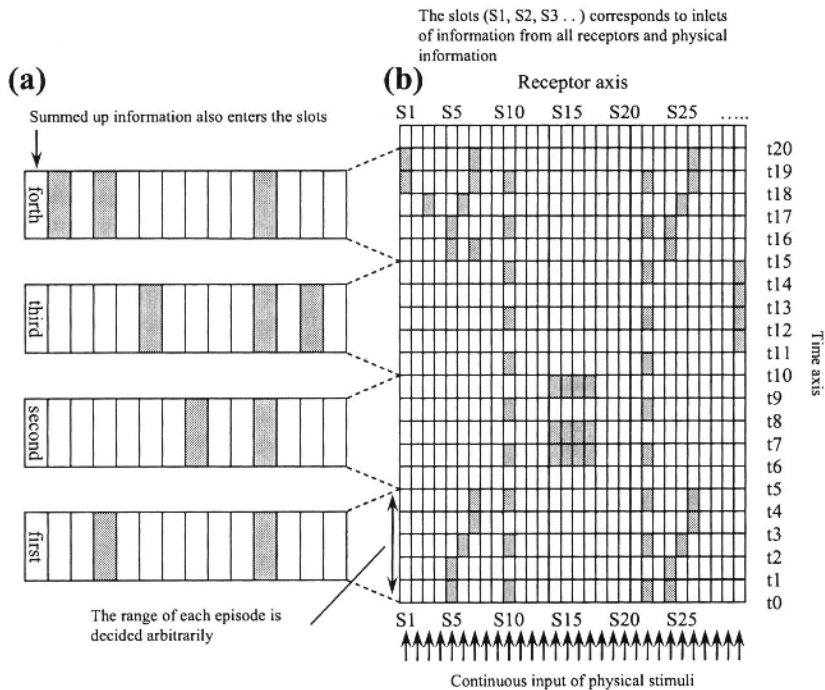 The slots (S1, S2, S3 . . ) corresponds to inlets
of information from all receptors and physical
information
(a)
(b)
Receptor axis
Summed up information also enters the slots
S1 S5 S10 S15 S20 S25 .....
forth
third
second
first
t20
t19
t18
t17
t16
t15
t14
t13
t12
t11
t10
t9
t8
t7
t6
t5
t4
t3
t2
t1
t0
Time axis
The range of each episode is
decided arbitrarily
S1 S5 S10 S15 S20 S25
Continuous input of physical stimuli